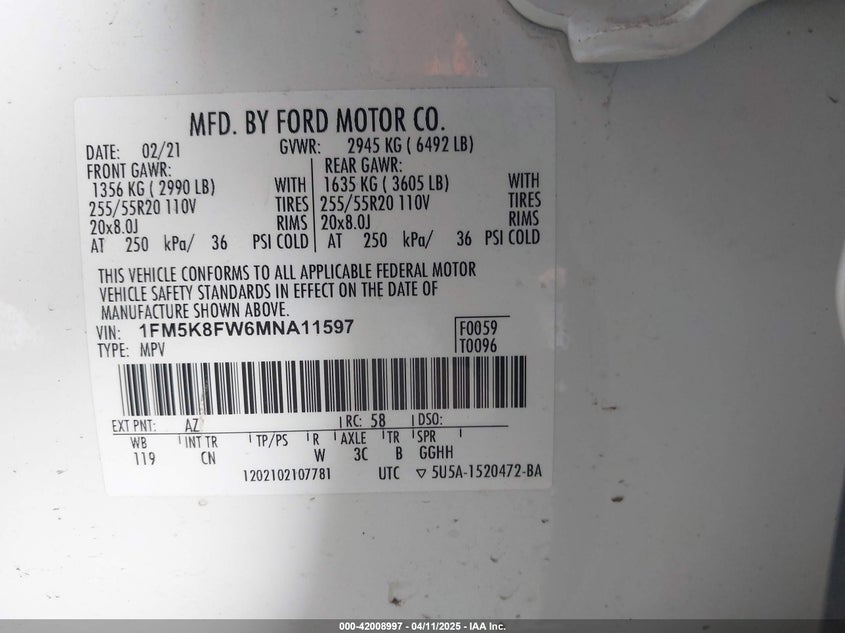 MFD. BY FORD MOTOR CO.
DATE: 02/21 GVWR: 2945 KG ( 6492 LB)
FRONT GAWR: REAR GAWR:
1356 KG ( 2990 LB) WITH 1635 KG ( 3605 LB) WITH
255/55R20 110V TIRES 255/55R20 110V TIRES
20x8.0J RIMS 20x8.0J RIMS
AT 250 kPa/ 36 PSI COLD AT 250 kPa/ 36 PSI COLD
THIS VEHICLE CONFORMS TO ALL APPLICABLE FEDERAL MOTOR
VEHICLE SAFETY STANDARDS IN EFFECT ON THE DATE OF
MANUFACTURE SHOWN ABOVE.
VIN: 1FM5K8FW6MNA11597 F0059
TYPE: MPV T0096
EXT PNT: AZ RC: 58 DSO:
WB INT TR TP/PS R AXLE TR SPR
119 CN W 3C B GGHH
1202102107781 UTC ▽ 5U5A-1520472-BA
000-42008997 - 04/11/2025 - IAA Inc.